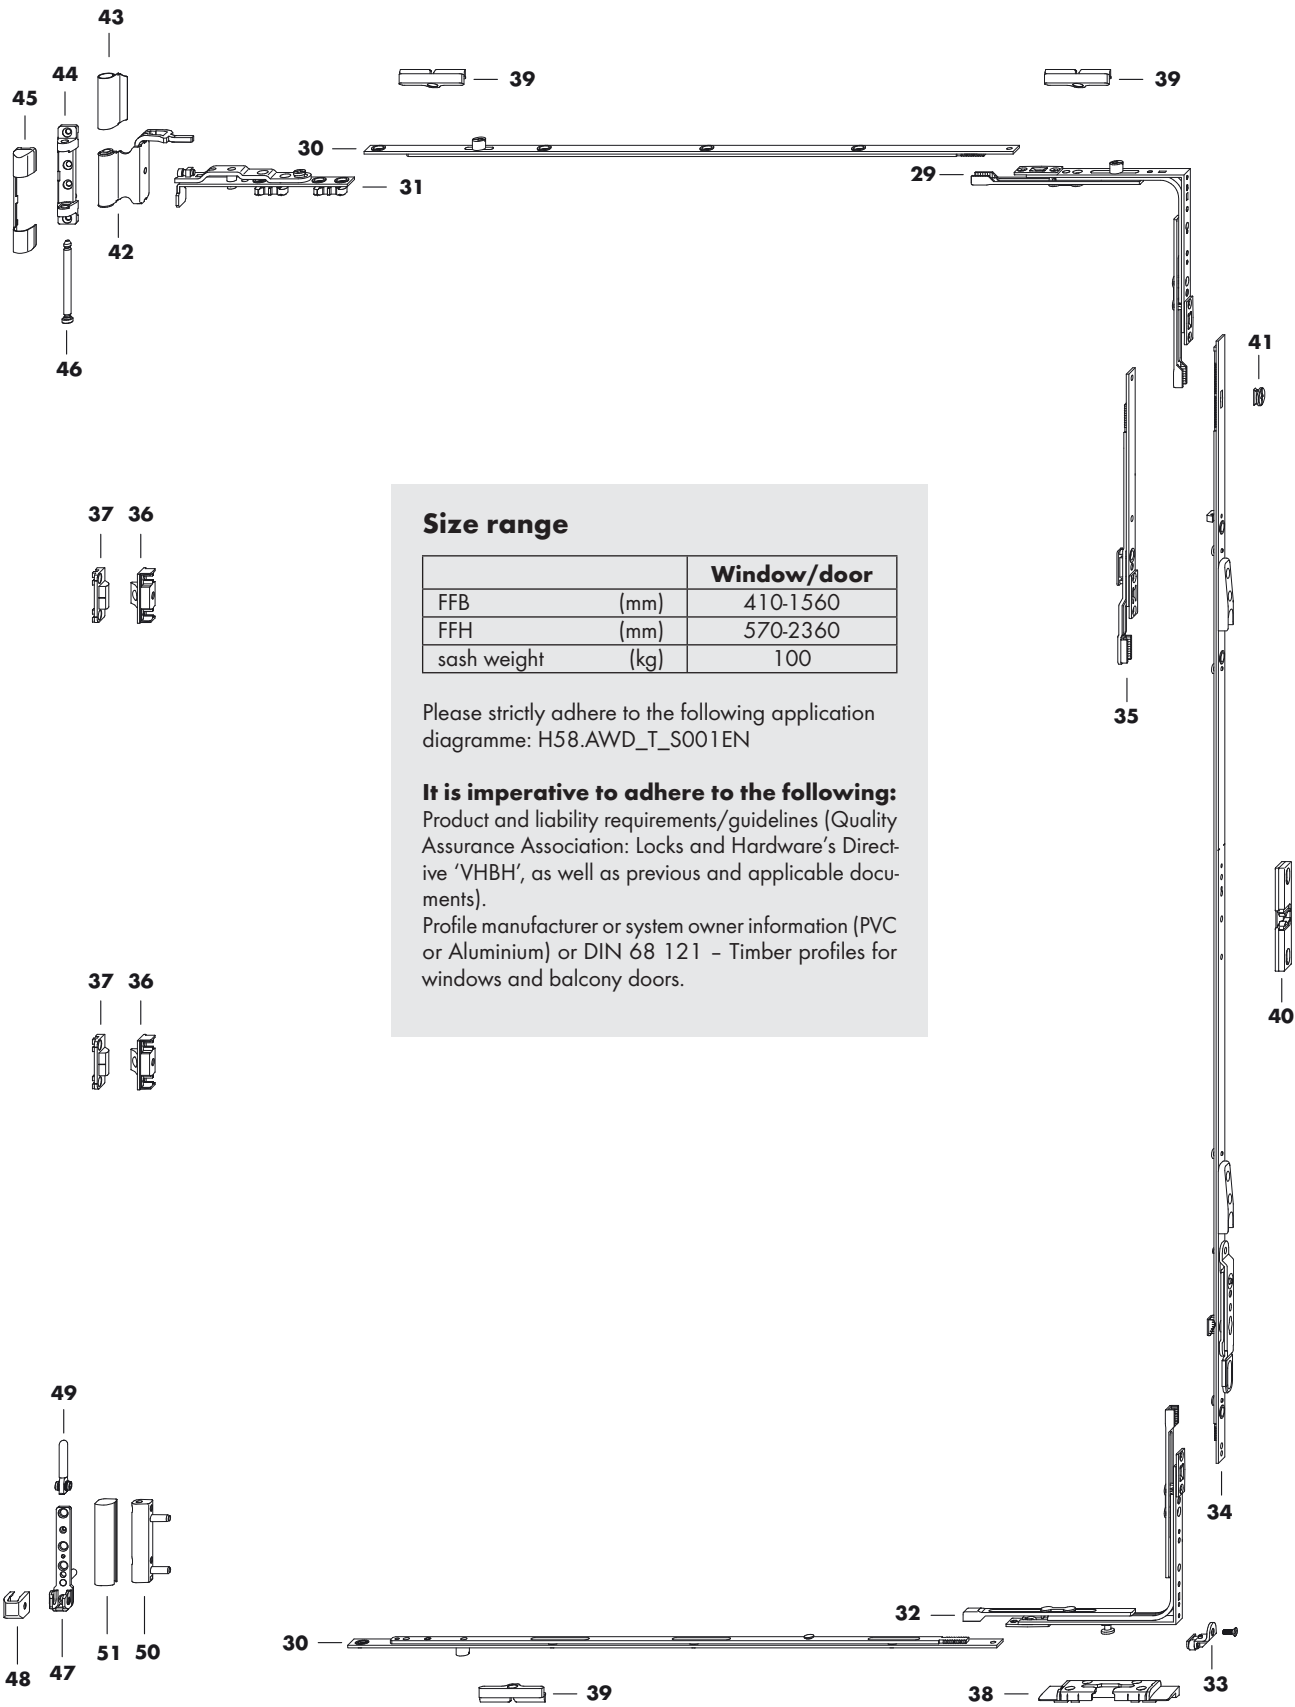 43
44
39
39
45
30
29
31
42
46
41
37 36
Size range
Window/door
FFB (mm) 410-1560
FFH (mm) 570-2360
sash weight (kg) 100
35
Please strictly adhere to the following application
diagramme: H58.AWD_T_S001EN
It is imperative to adhere to the following:
Product and liability requirements/guidelines (Quality
Assurance Association: Locks and Hardware's Direct-
ive 'VHBH', as well as previous and applicable docu-
ments).
Profile manufacturer or system owner information (PVC
or Aluminium) or DIN 68 121 – Timber profiles for
windows and balcony doors.
37 36
40
49
34
32
30
51 50
48 47
33
39
38